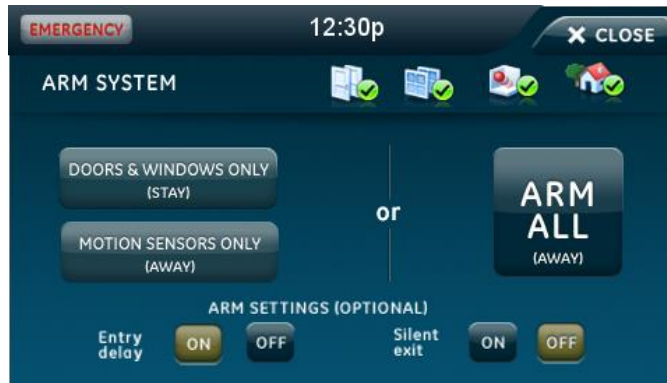 EMERGENCY
12:30p
X CLOSE
ARM SYSTEM
DOORS & WINDOWS ONLY
(STAY)
MOTION SENSORS ONLY
(AWAY)
or
ARM
ALL
(AWAY)
ARM SETTINGS (OPTIONAL)
Entry
delay
ON
OFF
Silent
exit
ON
OFF